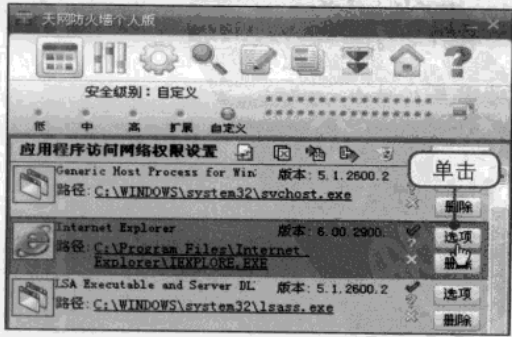 天网防火墙个人版
安全级别：自定义
低 中 高 扩展 自定义
应用程序访问网络权限设置
单击
Generic Host Process for Win 版本: 5.1.2600.2
路径: C:\WINDOWS\system32\svchost.exe
删除
Internet Explorer 版本: 6.00.2900.
选项
路径: C:\Program Files\Internet
Explorer\IEXPLORE.EXE
删除
LSA Executable and Server DL 版本: 5.1.2600.2
选项
路径: C:\WINDOWS\system32\lsass.exe
删除